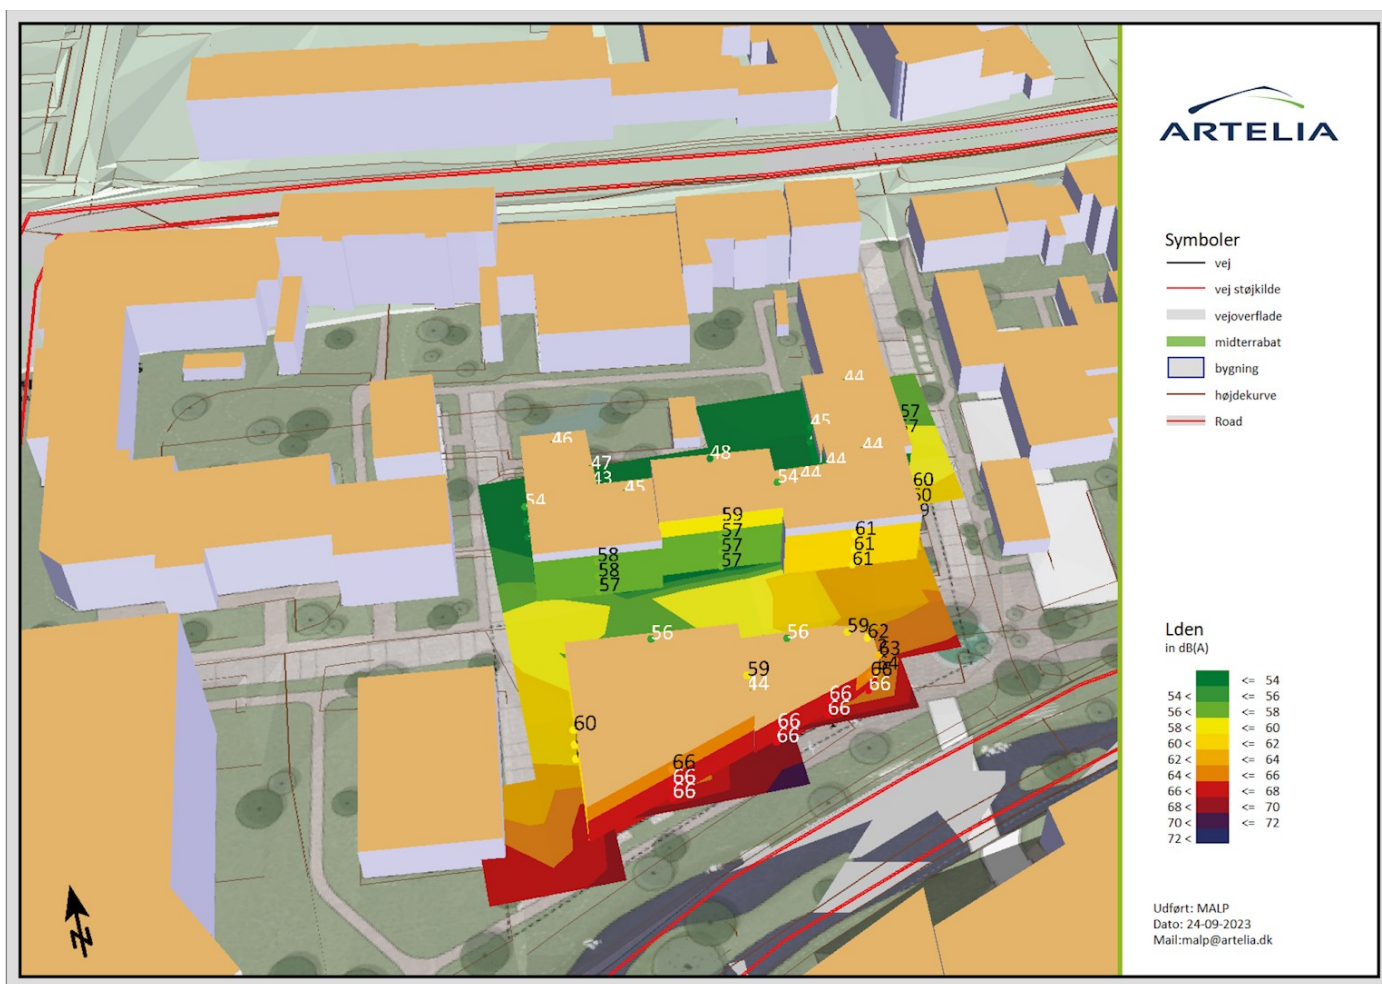 ARTELIA
Symboler
vej
vej støjkilde
vejoverflade
midterrabat
bygning
højdekurve
Road
Lden
in dB(A)
<= 54
54 < <= 56
56 < <= 58
58 < <= 60
60 < <= 62
62 < <= 64
64 < <= 66
66 < <= 68
68 < <= 70
70 < <= 72
72 <
Udført: MALP
Dato: 24-09-2023
Mail:malp@artelia.dk
N
44
57
45
46
44
48
44
47
43
44
54
45
60
54
59
57
57
57
61
61
61
58
58
57
56
56
59
62
63
59
44
66
66
66
66
66
66
60
66
66
66